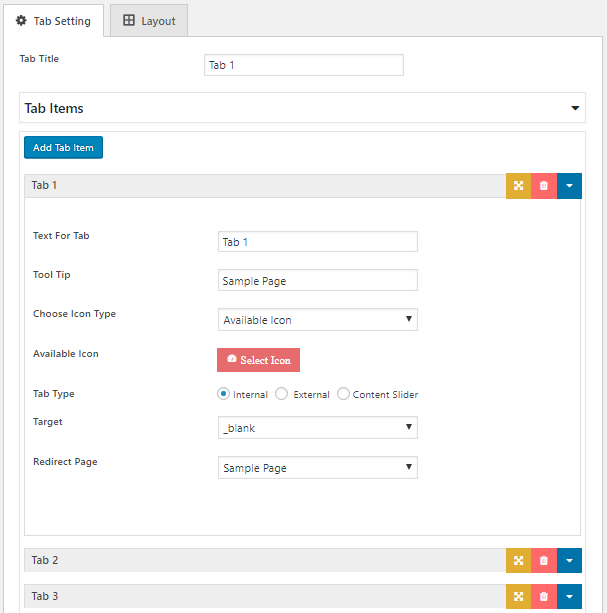 Tab Setting
Layout
Tab Title
Tab 1
Tab Items
Add Tab Item
Tab 1
Text For Tab
Tab 1
Tool Tip
Sample Page
Choose Icon Type
Available Icon
Available Icon
Select Icon
Tab Type
Internal External Content Slider
Target
_blank
Redirect Page
Sample Page
Tab 2
Tab 3